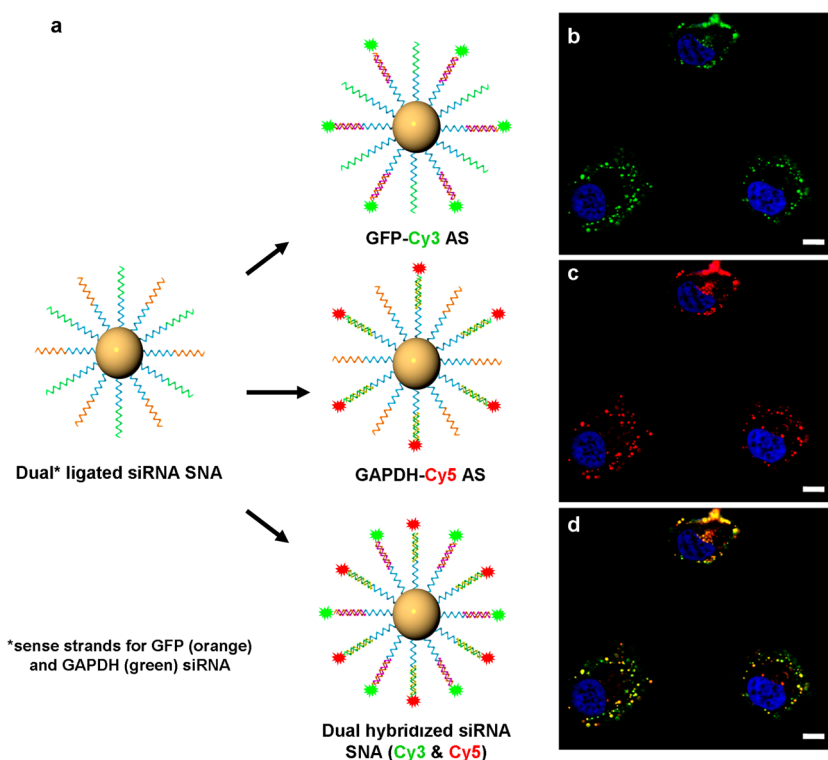 a
b
GFP-Cy3 AS
c
Dual* ligated siRNA SNA
GAPDH-Cy5 AS
d
*sense strands for GFP (orange)
and GAPDH (green) siRNA
Dual hybridized siRNA
SNA (Cy3 & Cy5)